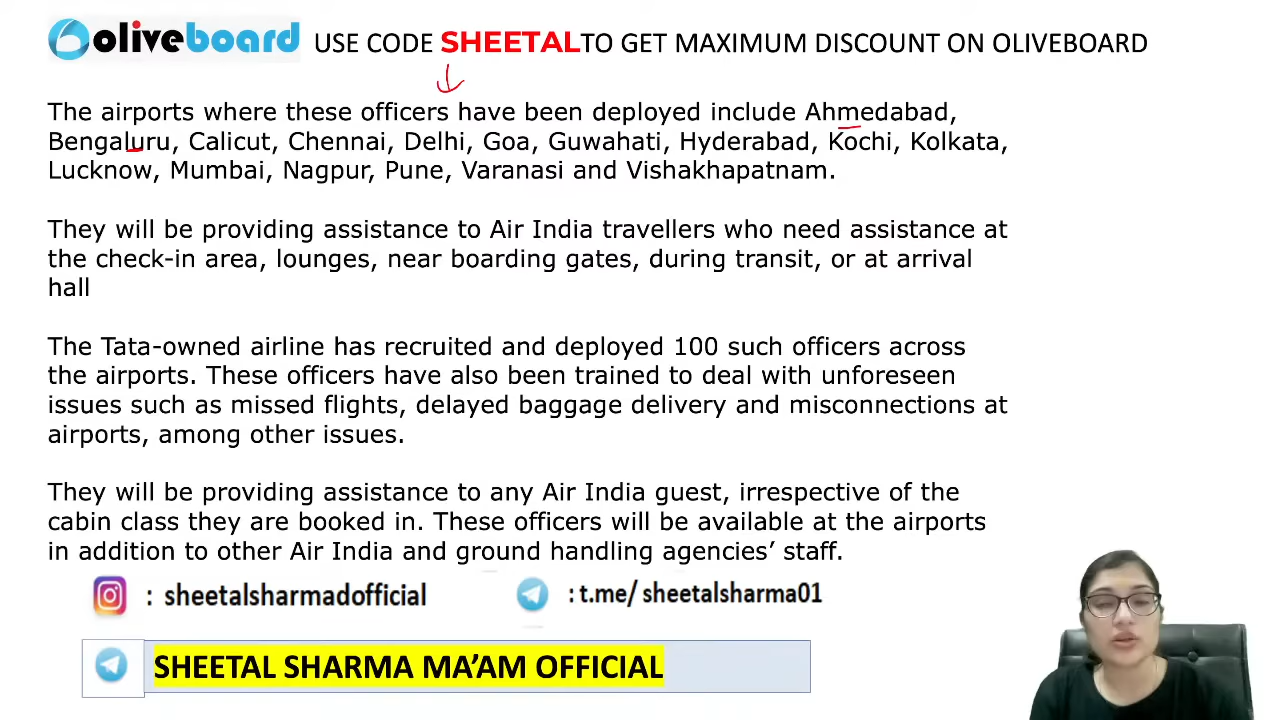 oliveboard USE CODE SHEETAL TO GET MAXIMUM DISCOUNT ON OLIVEBOARD
The airports where these officers have been deployed include Ahmedabad,
Bengaluru, Calicut, Chennai, Delhi, Goa, Guwahati, Hyderabad, Kochi, Kolkata,
Lucknow, Mumbai, Nagpur, Pune, Varanasi and Vishakhapatnam.
They will be providing assistance to Air India travellers who need assistance at
the check-in area, lounges, near boarding gates, during transit, or at arrival
hall
The Tata-owned airline has recruited and deployed 100 such officers across
the airports. These officers have also been trained to deal with unforeseen
issues such as missed flights, delayed baggage delivery and misconnections at
airports, among other issues.
They will be providing assistance to any Air India guest, irrespective of the
cabin class they are booked in. These officers will be available at the airports
in addition to other Air India and ground handling agencies’ staff.
: sheetalsharmadofficial : t.me/ sheetalsharma01
SHEETAL SHARMA MA’AM OFFICIAL